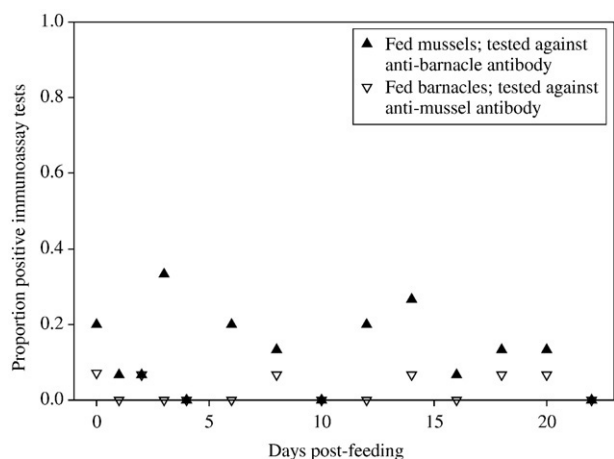 1.0
0.8
0.6
0.4
0.2
0.0
Proportion positive immunoassay tests
Fed mussels; tested against
anti-barnacle antibody
Fed barnacles; tested against
anti-mussel antibody
0 5 10 15 20
Days post-feeding